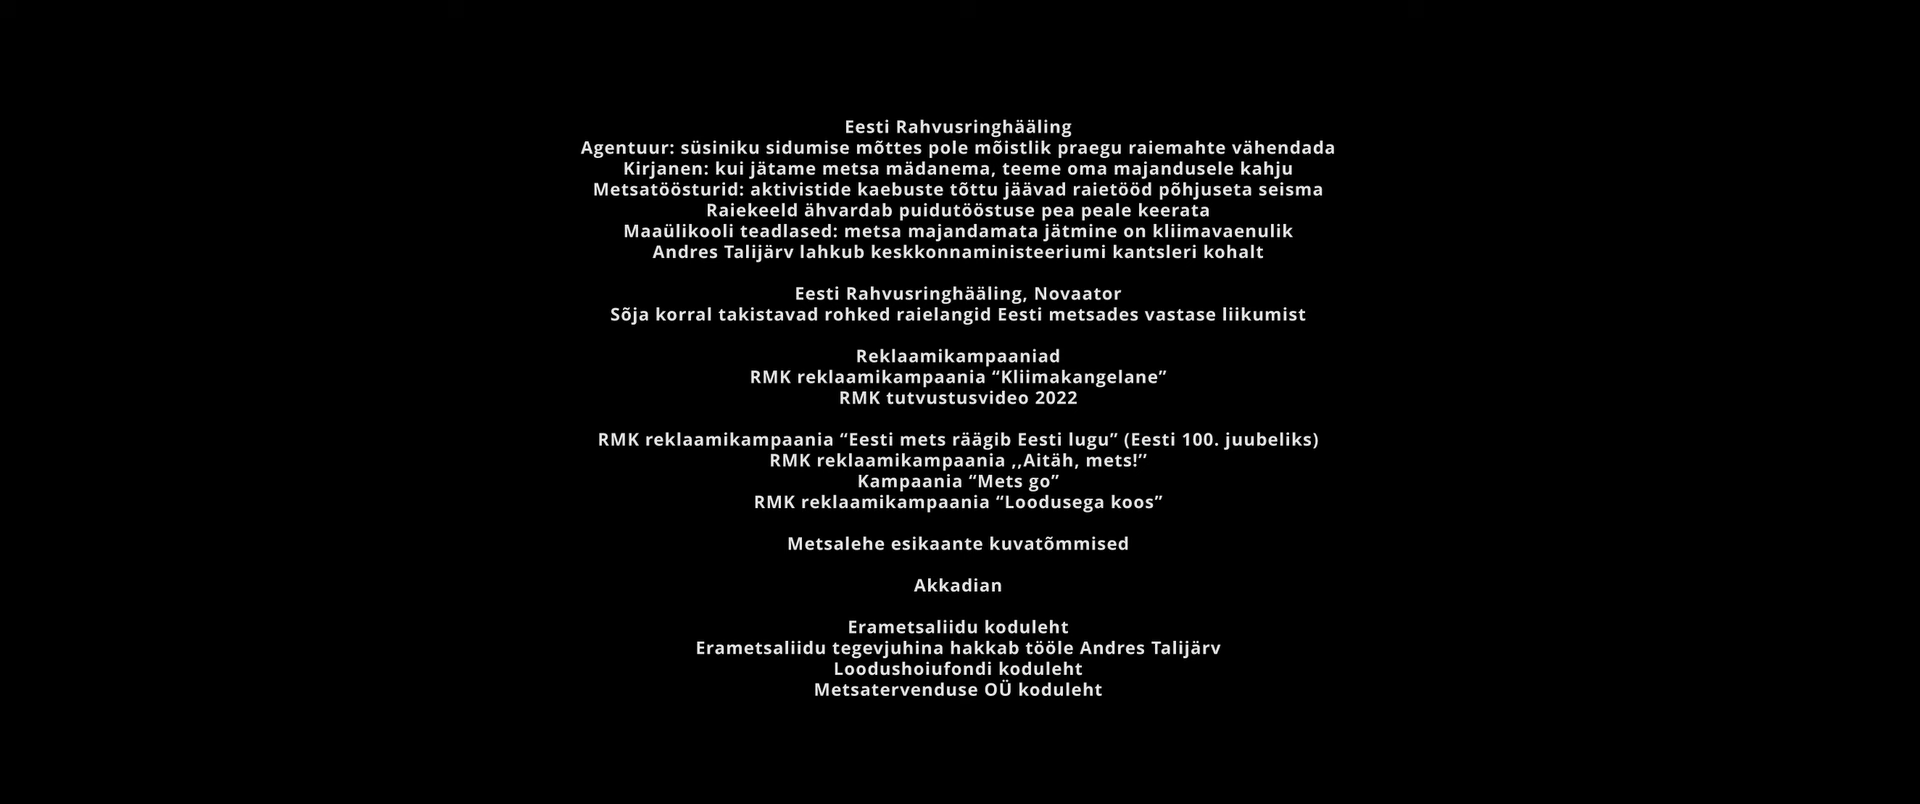 Eesti Rahvusringhääling
Agentuur: süsiniku sidumise mõttes pole mõistlik praegu raiemahte vähendada
Kirjanen: kui jätame metsa mädanema, teeme oma majandusele kahju
Metsatöösturid: aktivistide kaebuste tõttu jäävad raietööd põhjuseta seisma
Raiekeeld ähvardab puidutööstuse pea peale keerata
Maaülikooli teadlased: metsa majandamata jätmine on kliimavaenulik
Andres Talijärv lahkub keskkonnaministeeriumi kantsleri kohalt
Eesti Rahvusringhääling, Novaator
Sõja korral takistavad rohked raielangid Eesti metsades vastase liikumist
Reklaamikampaaniad
RMK reklaamikampaania “Kliimakangelane”
RMK tutvustusvideo 2022
RMK reklaamikampaania “Eesti mets räägib Eesti lugu” (Eesti 100. juubeliks)
RMK reklaamikampaania ,,Aitäh, mets!’’
Kampaania “Mets go”
RMK reklaamikampaania “Loodusega koos”
Metsalehe esikaante kuvatõmmised
Akkadian
Erametsaliidu koduleht
Erametsaliidu tegevjuhina hakkab tööle Andres Talijärv
Loodushoiufondi koduleht
Metsatervenduse OÜ koduleht